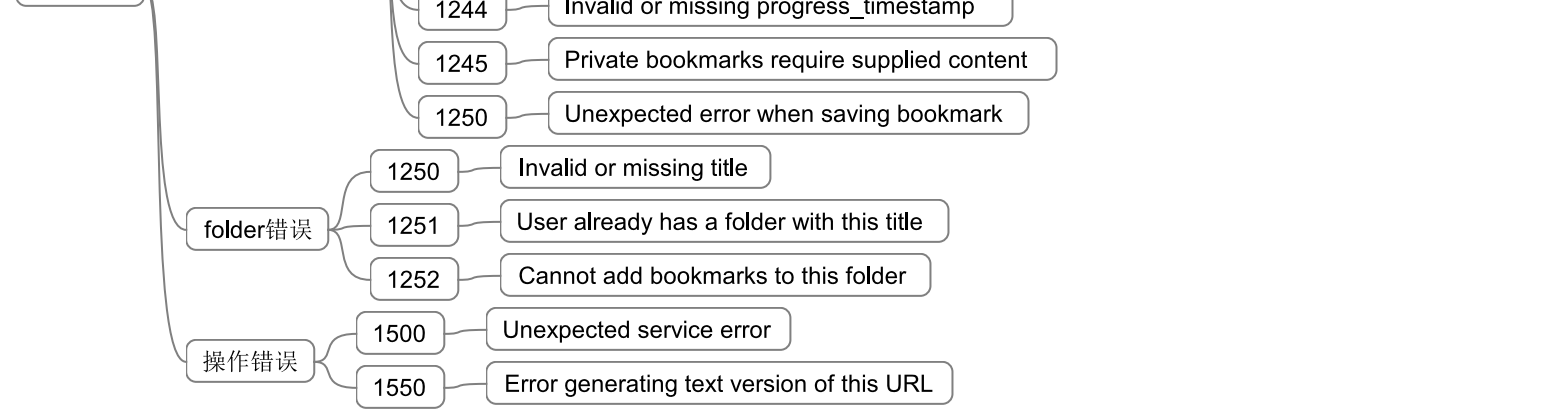 1244 Invalid or missing progress_timestamp
1245 Private bookmarks require supplied content
1250 Unexpected error when saving bookmark
folder错误
1250 Invalid or missing title
1251 User already has a folder with this title
1252 Cannot add bookmarks to this folder
操作错误
1500 Unexpected service error
1550 Error generating text version of this URL